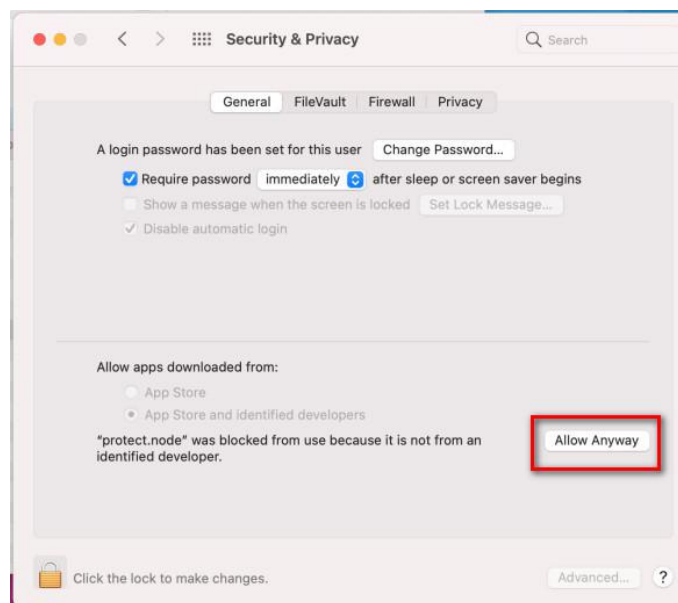 Security & Privacy
Search
General FileVault Firewall Privacy
A login password has been set for this user Change Password...
Require password immediately after sleep or screen saver begins
Show a message when the screen is locked Set Lock Message...
Disable automatic login
Allow apps downloaded from:
App Store
App Store and identified developers
“protect.node” was blocked from use because it is not from an
identified developer.
Allow Anyway
Click the lock to make changes.
Advanced...
?